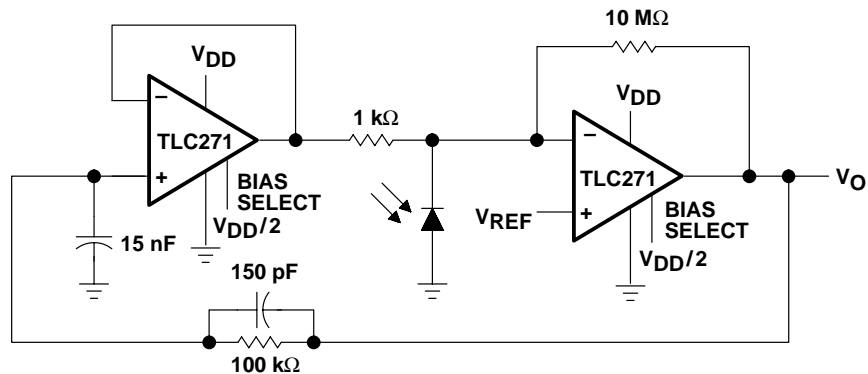 10 MΩ
VDD
VDD
−
−
TLC271
1 kΩ
TLC271
VO
+
+
BIAS
SELECT
VREF
BIAS
SELECT
VDD/2
VDD/2
15 nF
150 pF
100 kΩ